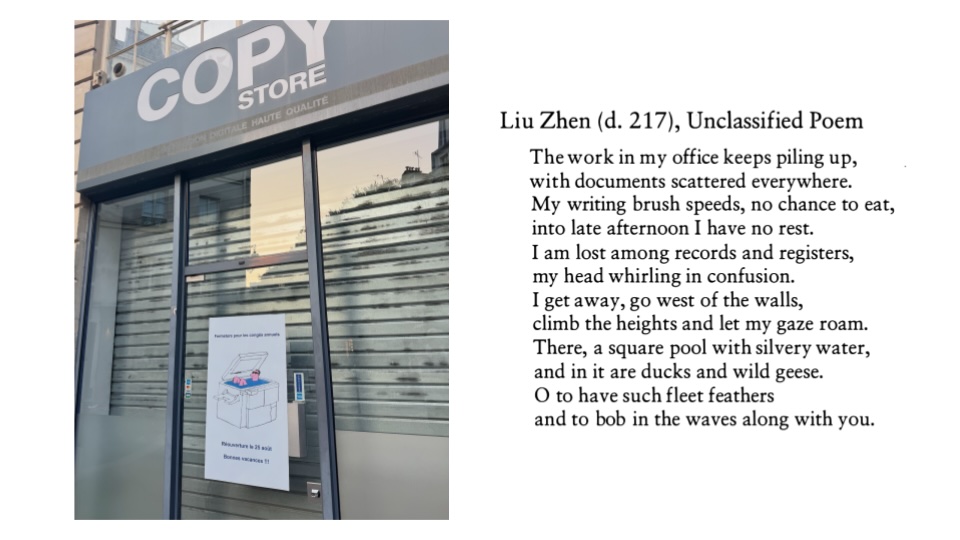 COPY
STORE
DIGITALE HAUTE QUALITE
Fermeture pour les congés annuels
Réouverture le 25 août
Bonnes vacances !!!
Liu Zhen (d. 217), Unclassified Poem
The work in my office keeps piling up,
with documents scattered everywhere.
My writing brush speeds, no chance to eat,
into late afternoon I have no rest.
I am lost among records and registers,
my head whirling in confusion.
I get away, go west of the walls,
climb the heights and let my gaze roam.
There, a square pool with silvery water,
and in it are ducks and wild geese.
O to have such fleet feathers
and to bob in the waves along with you.